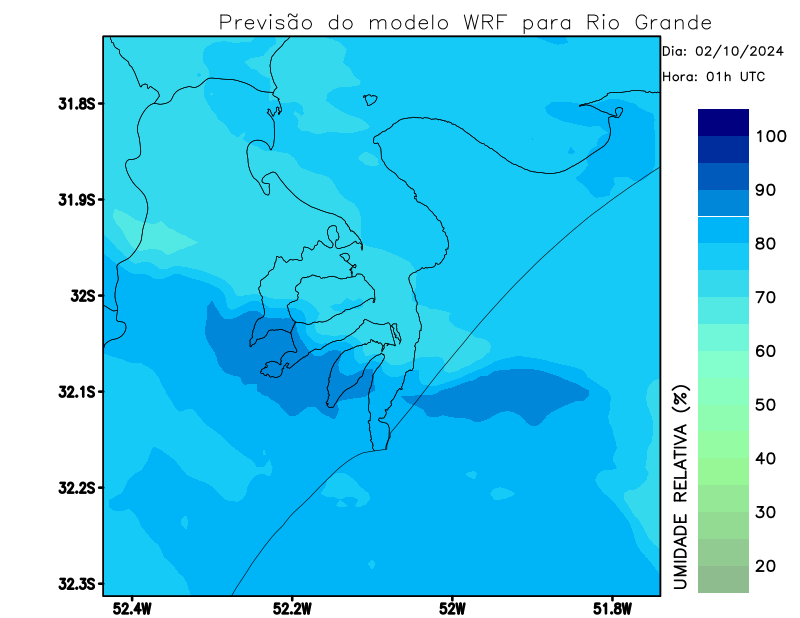 Previsão do modelo WRF para Rio Grande
Dia: 02/10/2024
Hora: 01h UTC
31.8S
31.9S
32S
32.1S
32.2S
32.3S
52.4W
52.2W
52W
51.8W
100
90
80
70
60
50
40
30
20
UMIDADE RELATIVA (%)